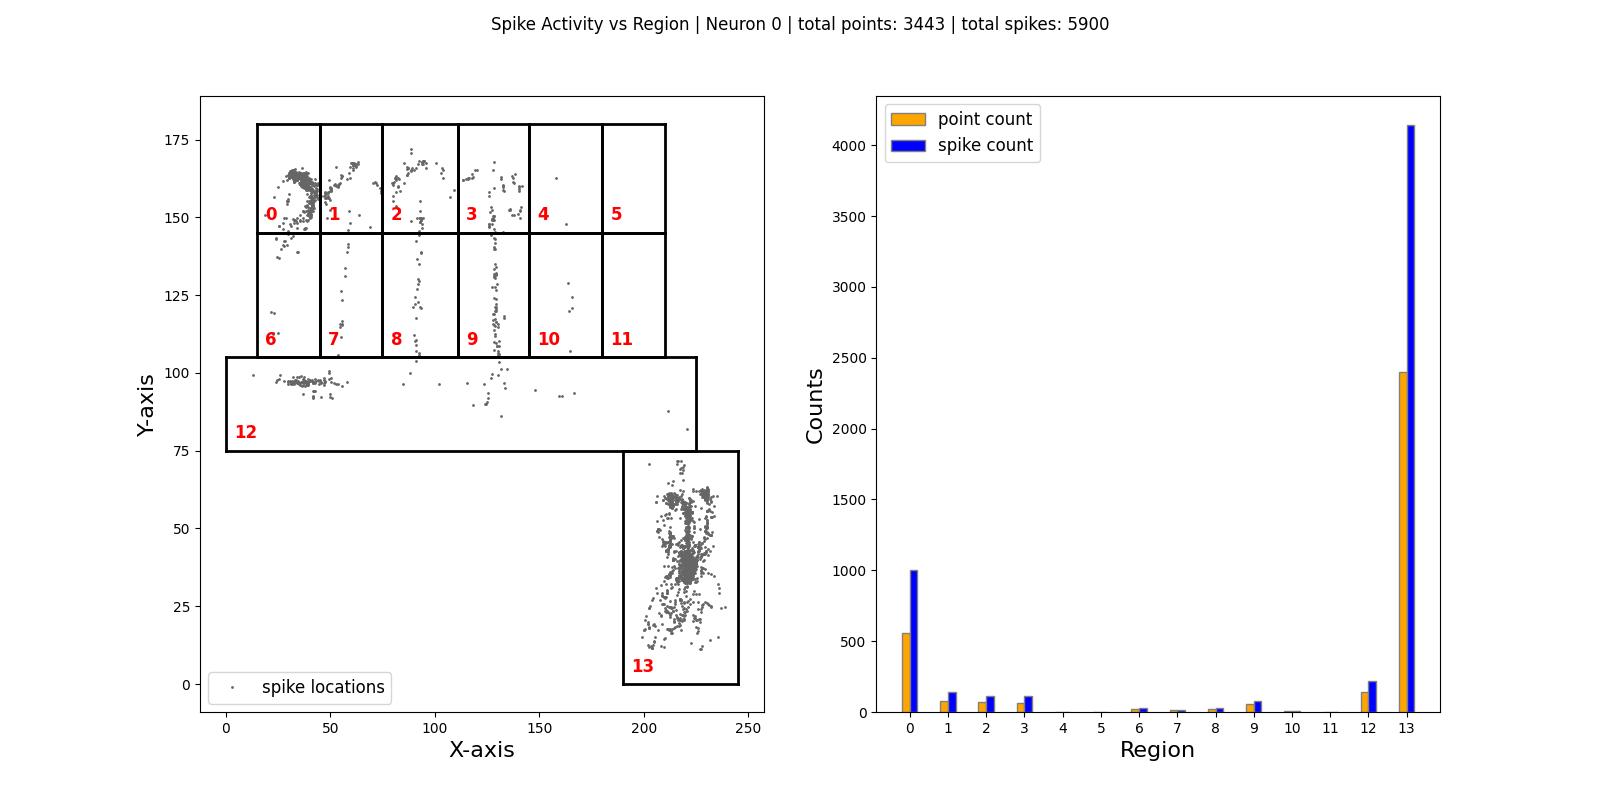 Spike Activity vs Region | Neuron 0 | total points: 3443 | total spikes: 5900
175
150
125
100
75
50
25
0
Y-axis
0 1 2 3 4 5
6 7 8 9 10 11
12
13
spike locations
0 50 100 150 200 250
X-axis
point count
spike count
4000
3500
3000
2500
2000
1500
1000
500
0
Counts
0 1 2 3 4 5 6 7 8 9 10 11 12 13
Region